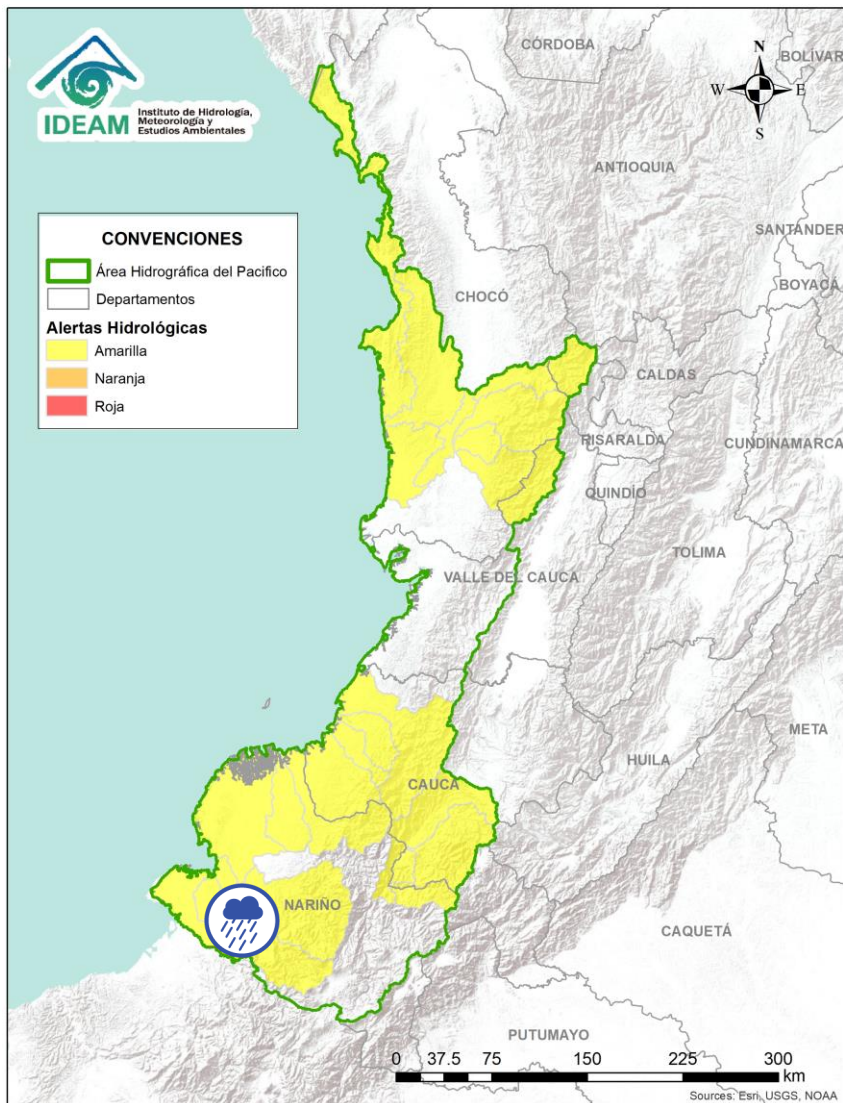 IDEAM
Instituto de Hidrología,
Meteorología y
Estudios Ambientales
CÓRDOBA
BOLÍVAR
N
W
E
S
ANTIOQUIA
SANTANDER
BOYACÁ
CONVENCIONES
Área Hidrográfica del Pacifico
Departamentos
Alertas Hidrológicas
Amarilla
Naranja
Roja
CHOCÓ
CALDAS
RISARALDA
CUNDINAMARCA
QUINDÍO
TOLIMA
VALLE DEL CAUCA
META
HUILA
CAUCA
NARIÑO
CAQUETÁ
PUTUMAYO
0 37.5 75 150 225 300
km
Sources: Esri, USGS, NOAA